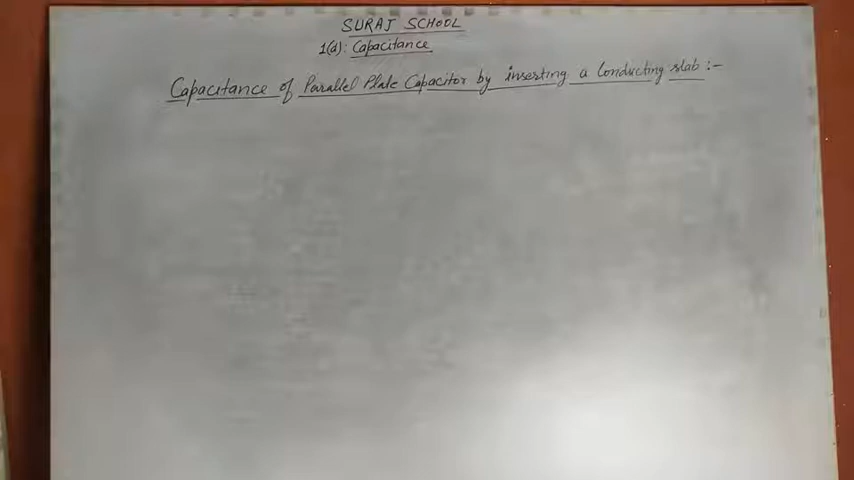 SURAJ SCHOOL
1(d): Capacitance
Capacitance of Parallel Plate Capacitor by inserting a Conducting slab :-